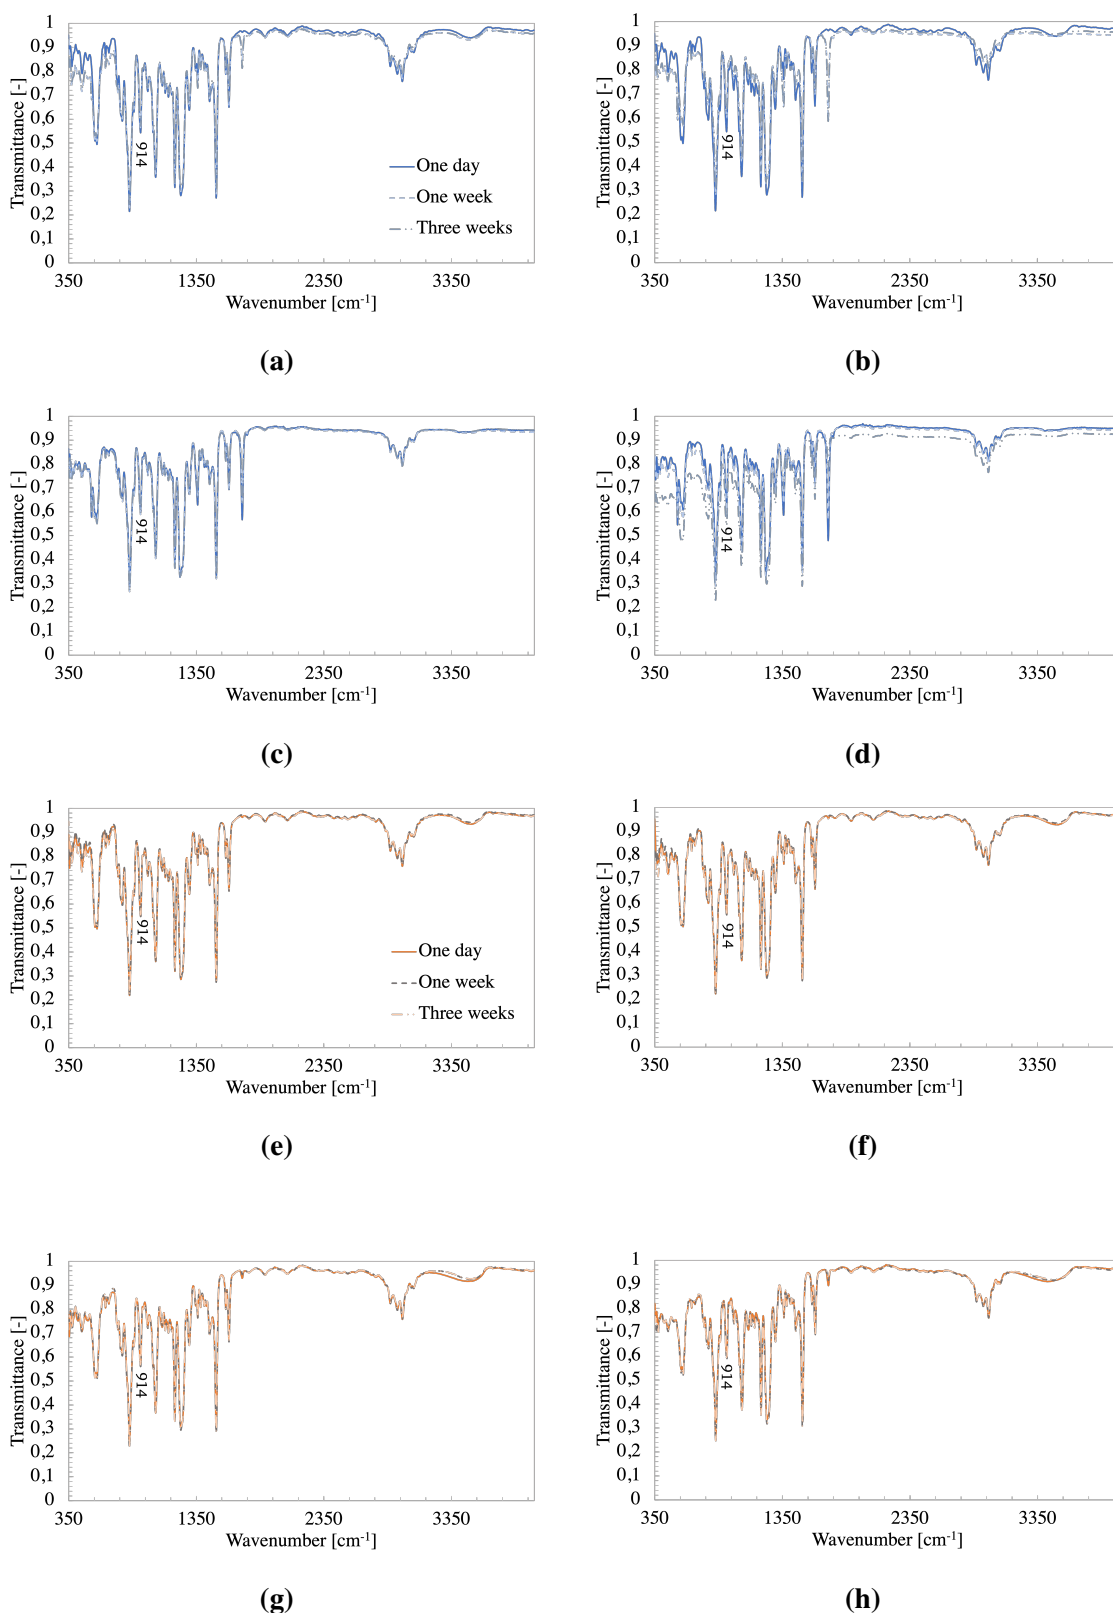 1
0,9
0,8
0,7
0,6
0,5
0,4
0,3
0,2
0,1
0
Transmittance [-]
914
One day
One week
Three weeks
350 1350 2350 3350
Wavenumber [cm-1]
(a)
1
0,9
0,8
0,7
0,6
0,5
0,4
0,3
0,2
0,1
0
Transmittance [-]
914
350 1350 2350 3350
Wavenumber [cm-1]
(b)
1
0,9
0,8
0,7
0,6
0,5
0,4
0,3
0,2
0,1
0
Transmittance [-]
914
350 1350 2350 3350
Wavenumber [cm-1]
(c)
1
0,9
0,8
0,7
0,6
0,5
0,4
0,3
0,2
0,1
0
Transmittance [-]
914
350 1350 2350 3350
Wavenumber [cm-1]
(d)
1
0,9
0,8
0,7
0,6
0,5
0,4
0,3
0,2
0,1
0
Transmittance [-]
914
One day
One week
Three weeks
350 1350 2350 3350
Wavenumber [cm-1]
(e)
1
0,9
0,8
0,7
0,6
0,5
0,4
0,3
0,2
0,1
0
Transmittance [-]
914
350 1350 2350 3350
Wavenumber [cm-1]
(f)
1
0,9
0,8
0,7
0,6
0,5
0,4
0,3
0,2
0,1
0
Transmittance [-]
914
350 1350 2350 3350
Wavenumber [cm-1]
(g)
1
0,9
0,8
0,7
0,6
0,5
0,4
0,3
0,2
0,1
0
Transmittance [-]
914
350 1350 2350 3350
Wavenumber [cm-1]
(h)